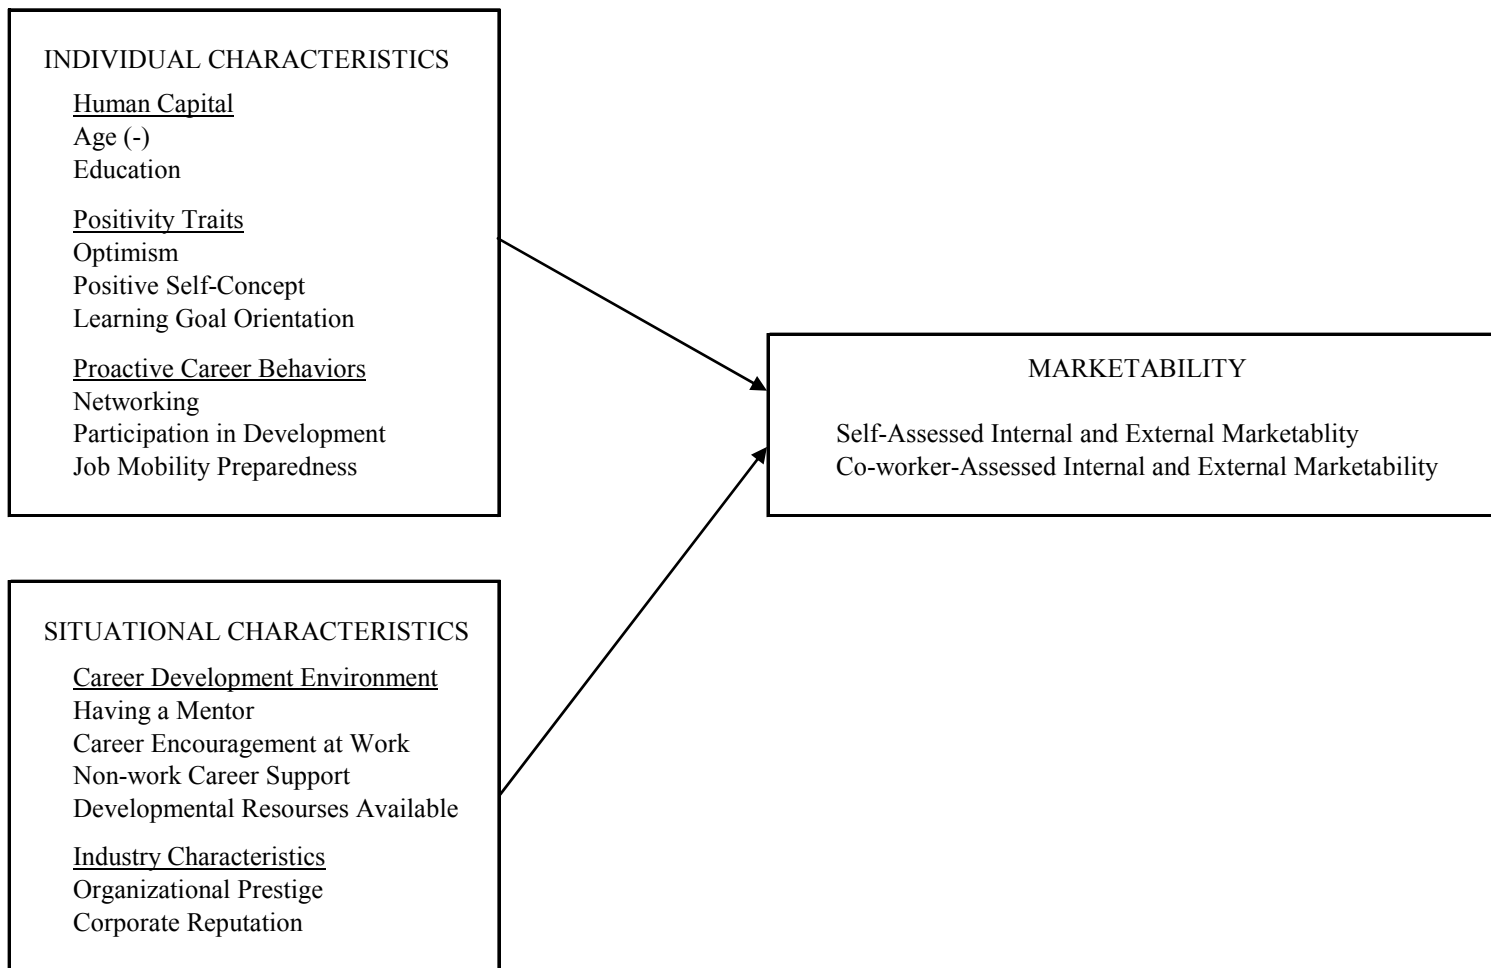 INDIVIDUAL CHARACTERISTICS
Human Capital
Age (-)
Education
Positivity Traits
Optimism
Positive Self-Concept
Learning Goal Orientation
Proactive Career Behaviors
Networking
Participation in Development
Job Mobility Preparedness
MARKETABILITY
Self-Assessed Internal and External Marketablity
Co-worker-Assessed Internal and External Marketability
SITUATIONAL CHARACTERISTICS
Career Development Environment
Having a Mentor
Career Encouragement at Work
Non-work Career Support
Developmental Resourses Available
Industry Characteristics
Organizational Prestige
Corporate Reputation